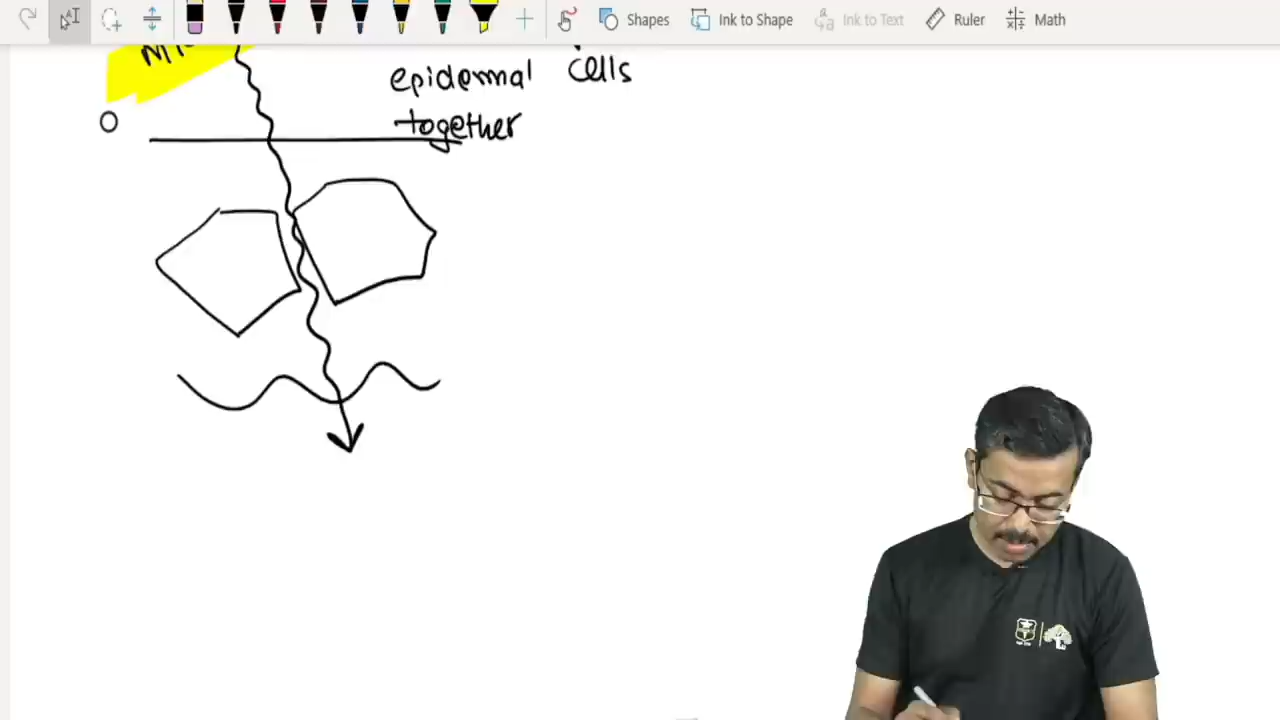 Shapes Ink to Shape Ink to Text Ruler Math
epidermal cells
together